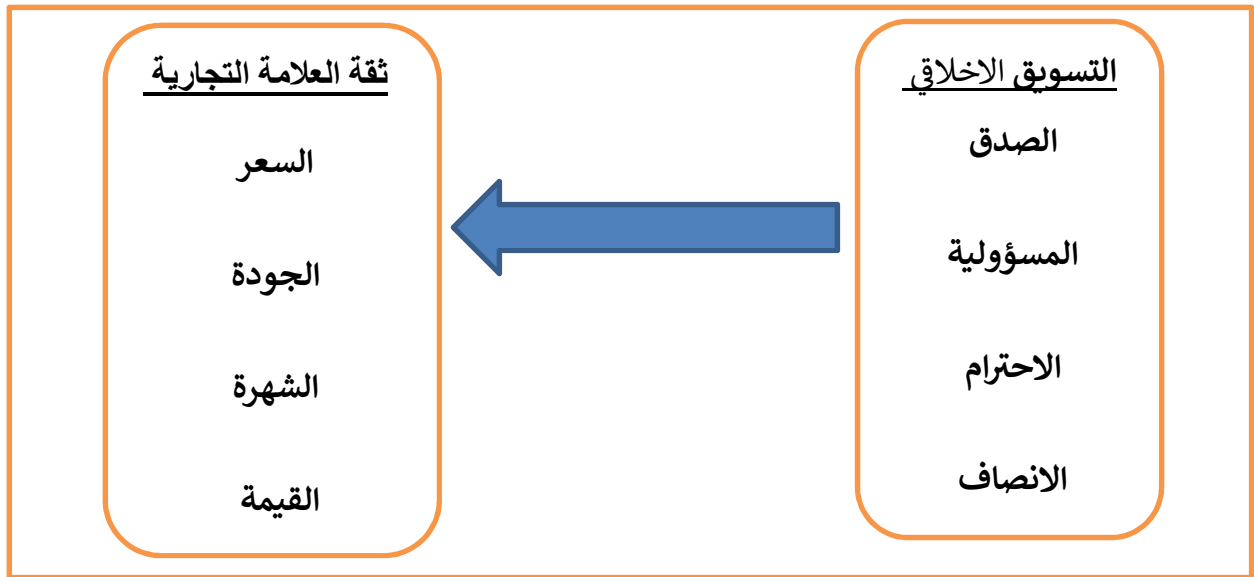 التسويق الاخلاقي
الصدق
المسؤولية
الاحترام
الانصاف
ثقة العلامة التجارية
السعر
الجودة
الشهرة
القيمة